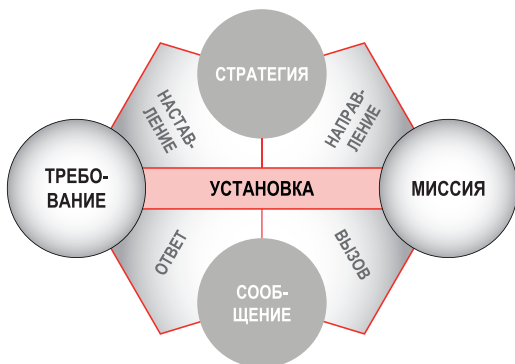 СТРАТЕГИЯ
НАСТАВ-
ЛЕНИЕ
НАПРАВ-
ЛЕНИЕ
ТРЕБО-
ВАНИЕ
УСТАНОВКА
МИССИЯ
ОТВЕТ
ВЫЗОВ
СООБ-
ЩЕНИЕ